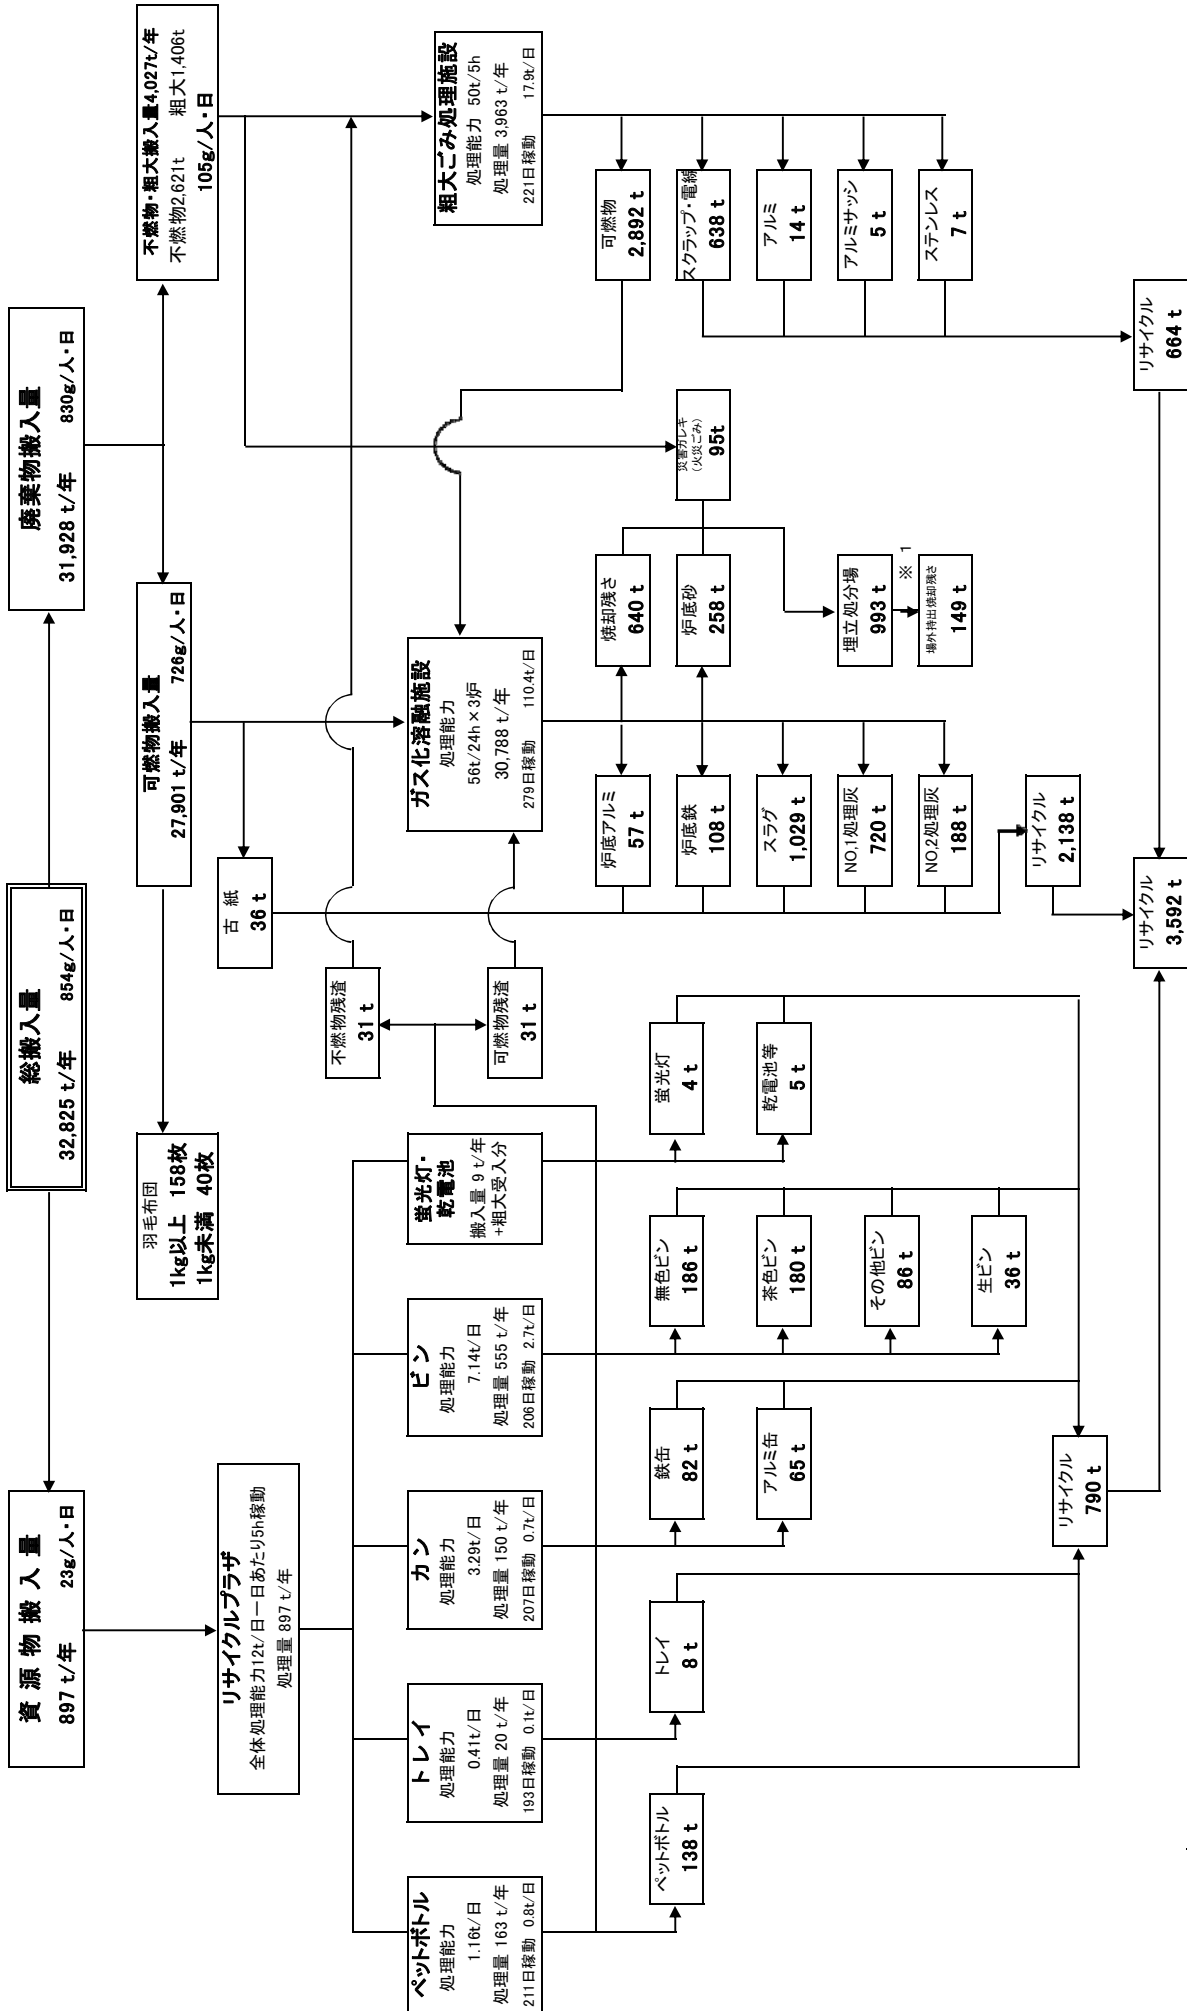 総搬入量
32,825 t/年 854g/人・日
資 源 物 搬 入 量
897 t/年 23g/人・日
廃棄物搬入量
31,928 t/年 830g/人・日
羽毛布団
1kg以上 158枚
1kg未満 40枚
可燃物搬入量
27,901 t/年 726g/人・日
不燃物・粗大搬入量4,027t/年
不燃物2,621t 粗大1,406t
105g/人・日
リサイクルプラザ
全体処理能力12t/日一日あたり5h稼動
処理量 897 t/年
古 紙
36 t
不燃物残渣
31 t
可燃物残渣
31 t
ペットボトル
処理能力
1.16t/日
処理量 163 t/年
211日稼動 0.8t/日
トレイ
処理能力
0.41t/日
処理量 20 t/年
193日稼動 0.1t/日
カン
処理能力
3.29t/日
処理量 150 t/年
207日稼動 0.7t/日
ビン
処理能力
7.14t/日
処理量 555 t/年
206日稼動 2.7t/日
蛍光灯・
乾電池
搬入量 9 t/年
+粗大受入分
ガス化溶融施設
処理能力
56t/24h×3炉
30,788 t/年
279日稼動 110.4t/日
粗大ごみ処理施設
処理能力 50t/5h
処理量 3,963 t/年
221日稼動 17.9t/日
ペットボトル
138 t
トレイ
8 t
鉄缶
82 t
アルミ缶
65 t
無色ビン
186 t
茶色ビン
180 t
その他ビン
86 t
生ビン
36 t
蛍光灯
4 t
乾電池等
5 t
炉底アルミ
57 t
炉底鉄
108 t
スラグ
1,029 t
NO,1処理灰
720 t
NO,2処理灰
188 t
焼却残さ
640 t
炉底砂
258 t
災害ガレキ
(火災ごみ)
95t
埋立処分場
993 t
※ 1
場外持出焼却残さ
149 t
可燃物
2,892 t
スクラップ・電線
638 t
アルミ
14 t
アルミサッシ
5 t
ステンレス
7 t
リサイクル
790 t
リサイクル
2,138 t
リサイクル
664 t
リサイクル
3,592 t